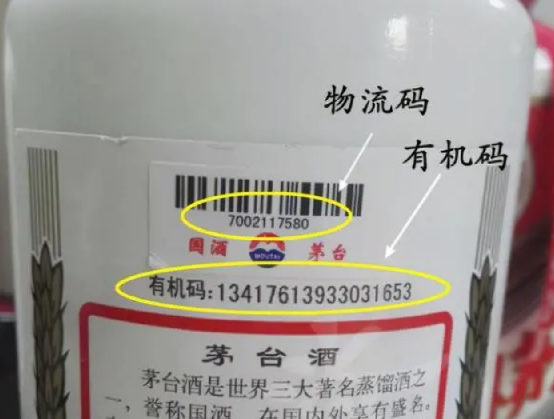 物流码
有机码
7002117580
国酒 MOUTAI 茅台
有机码:13417613933031653
茅台酒
茅台酒是世界三大著名蒸馏酒之
一，誉称国酒。在国内外享有盛名。